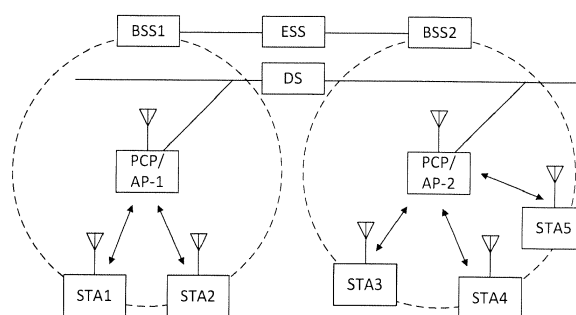 BSS1
ESS
BSS2
DS
PCP/
AP-1
PCP/
AP-2
STA5
STA1
STA2
STA3
STA4